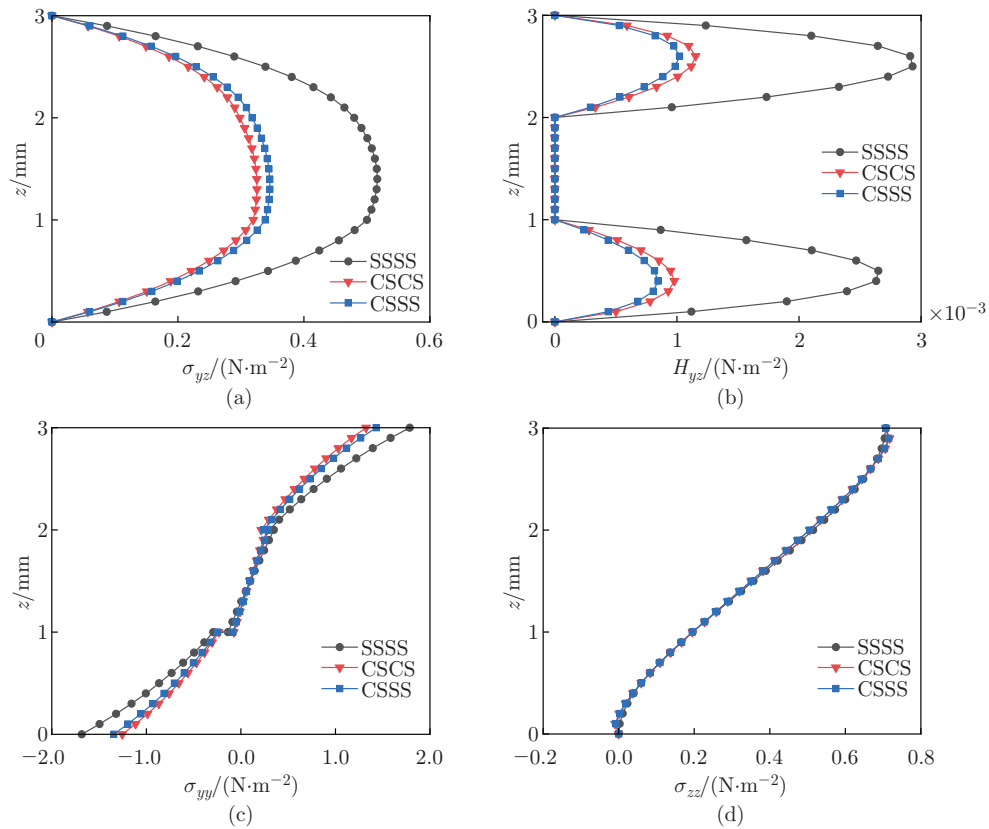 3
2
1
0
z/mm
SSSS
CSCS
CSSS
0
0.2
0.4
0.6
σyz/(N·m−2)
(a)
3
2
1
0
z/mm
SSSS
CSCS
CSSS
0
1
2
3
×10−3
Hyz/(N·m−2)
(b)
3
2
1
0
z/mm
SSSS
CSCS
CSSS
−2.0
−1.0
0.0
1.0
2.0
σyy/(N·m−2)
(c)
3
2
1
0
z/mm
SSSS
CSCS
CSSS
−0.2
0.0
0.2
0.4
0.6
0.8
σzz/(N·m−2)
(d)